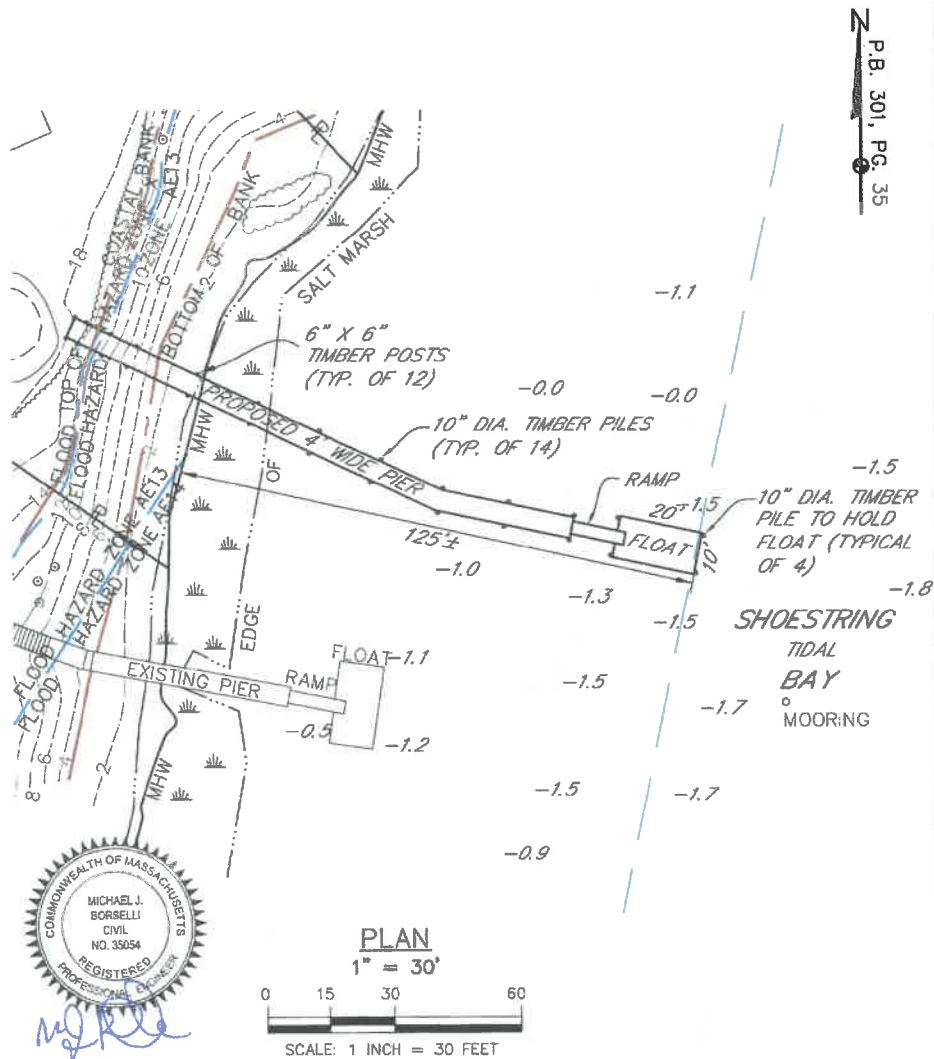 N
P.B. 301, PG. 35
COASTAL BANK
TOP OF
FLOOD HAZARD ZONE X
FLOOD HAZARD ZONE AE13
BANK
BOTTOM OF
MHW
SALT MARSH
EDGE OF
4
2
18
10
6
14
8
6" X 6"
TIMBER POSTS
(TYP. OF 12)
-1.1
-0.0
-0.0
PROPOSED 4' WIDE PIER
10" DIA. TIMBER PILES
(TYP. OF 14)
MHW
RAMP
-1.5
20'±
1.5
10" DIA. TIMBER
PILE TO HOLD
FLOAT (TYPICAL
OF 4)
FLOAT
10'
125'±
-1.0
-1.3
-1.8
-1.5
SHOESTRING
TIDAL
BAY
MOORING
FLOOD HAZARD ZONE AE13
FLOOD HAZARD ZONE AE14
EXISTING PIER
RAMP
FLOAT
-1.1
-0.5
-1.2
-1.5
-1.7
-1.5
-1.7
-0.9
8
6
4
2
MHW
COMMONWEALTH OF MASSACHUSETTS
MICHAEL J.
BORSELLI
CIVIL
NO. 35054
REGISTERED
PROFESSIONAL ENGINEER
PLAN
1" = 30'
0 15 30 60
SCALE: 1 INCH = 30 FEET